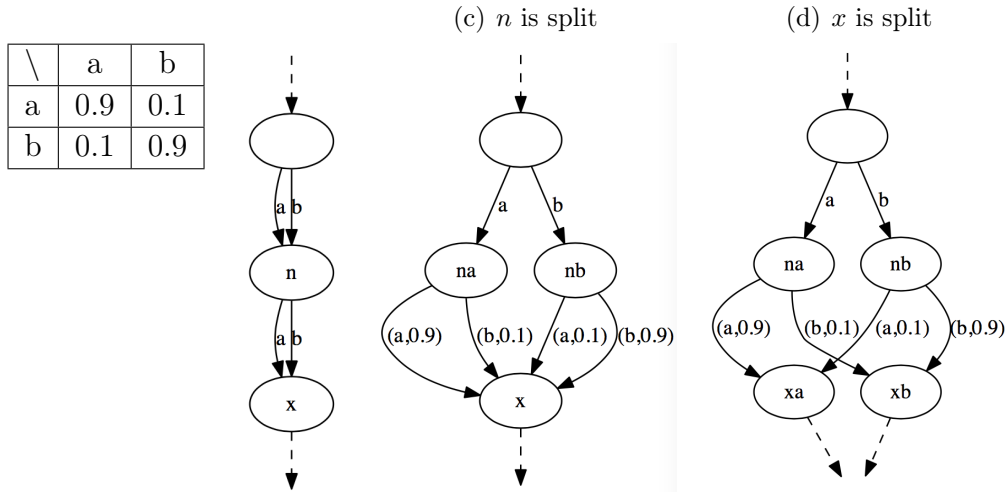 (c) n is split
(d) x is split
\ a b
a 0.9 0.1
b 0.1 0.9
a b
n
a b
x
a b
na nb
(a,0.9) (b,0.1) (a,0.1) (b,0.9)
x
a b
na nb
(a,0.9) (b,0.1) (a,0.1) (b,0.9)
xa xb